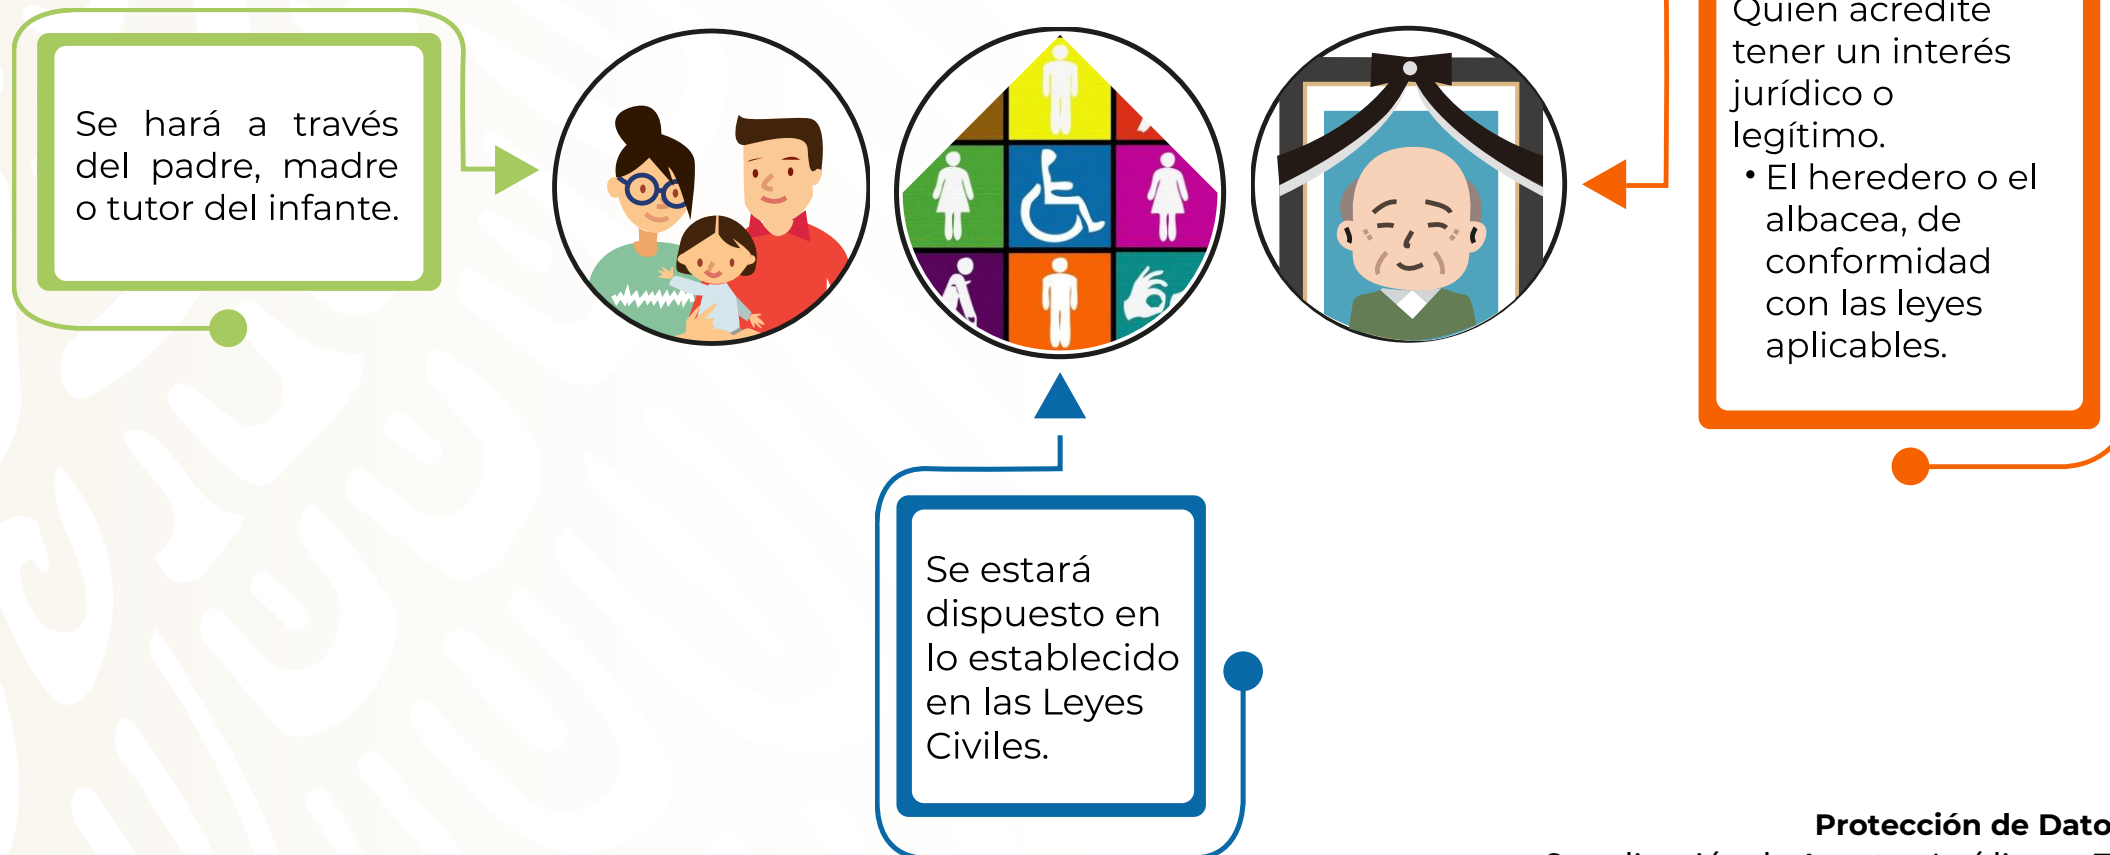 Se hará a través
del padre, madre
o tutor del infante.
Quien acredite
tener un interés
jurídico o
legítimo.
• El heredero o el
albacea, de
conformidad
con las leyes
aplicables.
Se estará
dispuesto en
lo establecido
en las Leyes
Civiles.
Protección de Dato